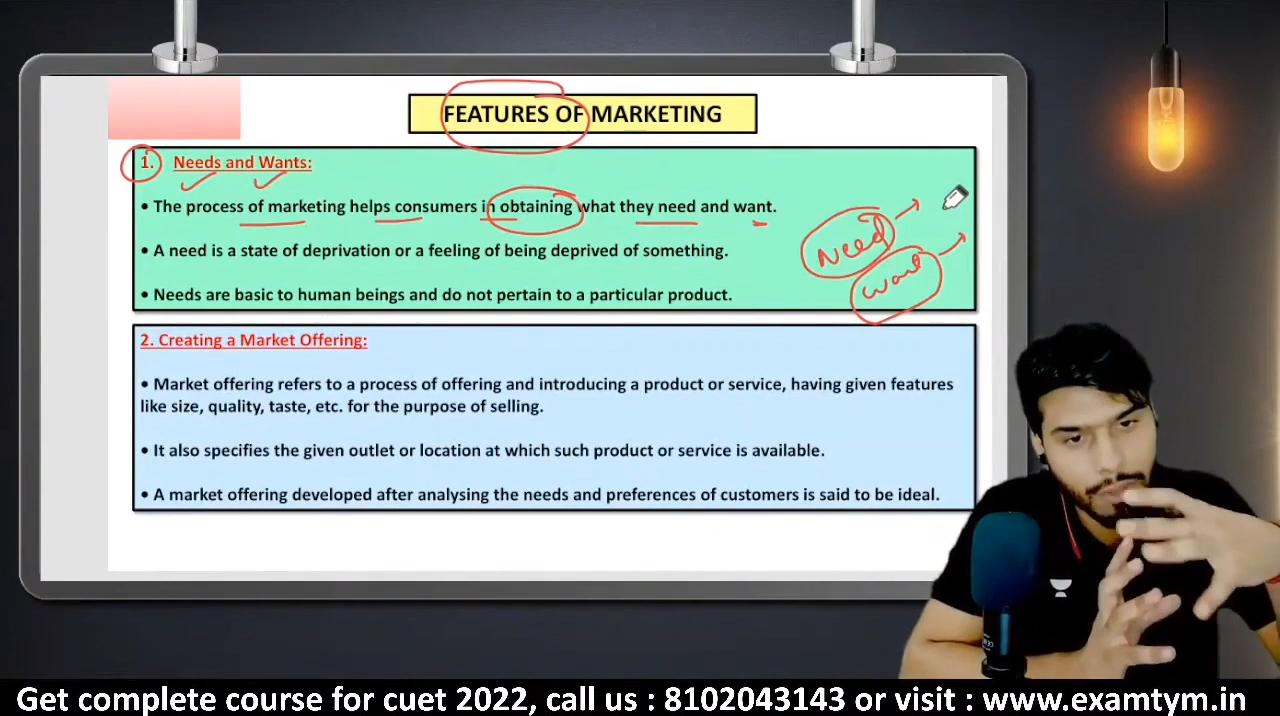 FEATURES OF MARKETING
1. Needs and Wants:
• The process of marketing helps consumers in obtaining what they need and want.
• A need is a state of deprivation or a feeling of being deprived of something.
• Needs are basic to human beings and do not pertain to a particular product.
Need
Want
2. Creating a Market Offering:
• Market offering refers to a process of offering and introducing a product or service, having given features
like size, quality, taste, etc. for the purpose of selling.
• It also specifies the given outlet or location at which such product or service is available.
• A market offering developed after analysing the needs and preferences of customers is said to be ideal.
Get complete course for cuet 2022, call us : 8102043143 or visit : www.examtym.in